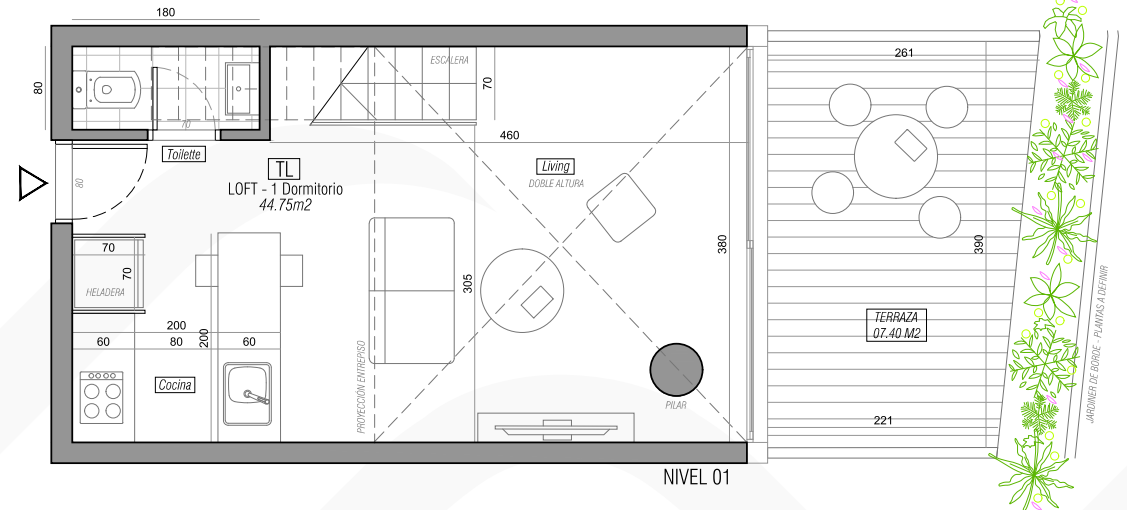 180
80
70
Toilette
80
TL
LOFT - 1 Dormitorio
44.75m2
ESCALERA
70
460
Living
DOBLE ALTURA
380
305
70
70
HELADERA
200
200
60
80
60
Cocina
PROYECCIÓN ENTREPISO
PILAR
NIVEL 01
261
390
TERRAZA
07.40 M2
221
JARDINER DE BORDE - PLANTAS A DEFINIR